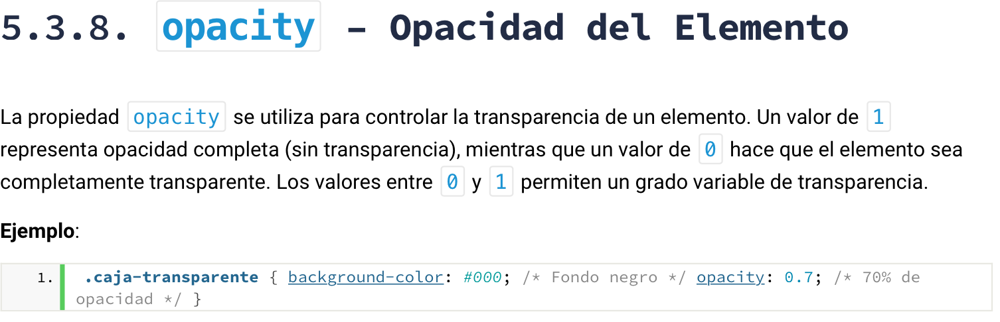 5.3.8. opacity – Opacidad del Elemento
La propiedad opacity se utiliza para controlar la transparencia de un elemento. Un valor de 1
representa opacidad completa (sin transparencia), mientras que un valor de 0 hace que el elemento sea
completamente transparente. Los valores entre 0 y 1 permiten un grado variable de transparencia.
Ejemplo:
1. .caja-transparente { background-color: #000; /* Fondo negro */ opacity: 0.7; /* 70% de
opacidad */ }